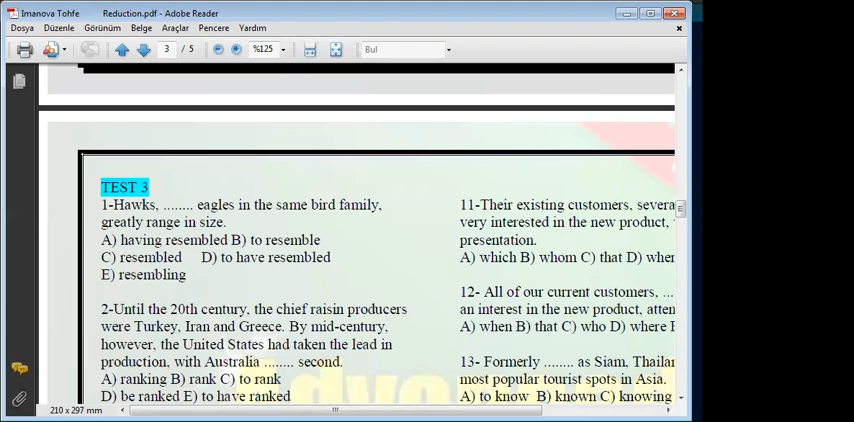 Imanova Tohfe Reduction.pdf - Adobe Reader
Dosya Düzenle Görünüm Belge Araçlar Pencere Yardım
3 / 5 %125 Bul
TEST 3
1-Hawks, ........ eagles in the same bird family,
greatly range in size.
A) having resembled B) to resemble
C) resembled D) to have resembled
E) resembling
2-Until the 20th century, the chief raisin producers
were Turkey, Iran and Greece. By mid-century,
however, the United States had taken the lead in
production, with Australia ........ second.
A) ranking B) rank C) to rank
D) be ranked E) to have ranked
11-Their existing customers, severa
very interested in the new product,
presentation.
A) which B) whom C) that D) wher
12- All of our current customers, ...
an interest in the new product, atten
A) when B) that C) who D) where E
13- Formerly ........ as Siam, Thailan
most popular tourist spots in Asia.
A) to know B) known C) knowing
210 x 297 mm